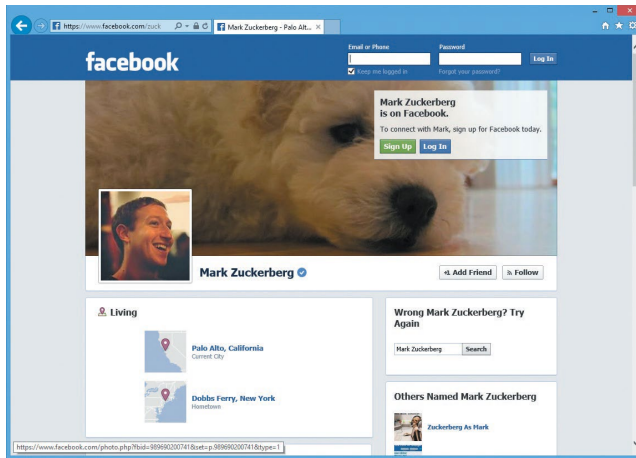 https://www.facebook.com/zuck
Mark Zuckerberg - Palo Alt...
facebook
Email or Phone
Password
Log In
Keep me logged in
Forgot your password?
Mark Zuckerberg
is on Facebook.
To connect with Mark, sign up for Facebook today.
Sign Up
Log In
Mark Zuckerberg
+1 Add Friend
Follow
Living
Palo Alto, California
Current City
Dobbs Ferry, New York
Hometown
Wrong Mark Zuckerberg? Try
Again
Mark Zuckerberg
Search
Others Named Mark Zuckerberg
Zuckerberg As Mark
https://www.facebook.com/photo.php?fbid=989690200741&set=p.989690200741&type=1